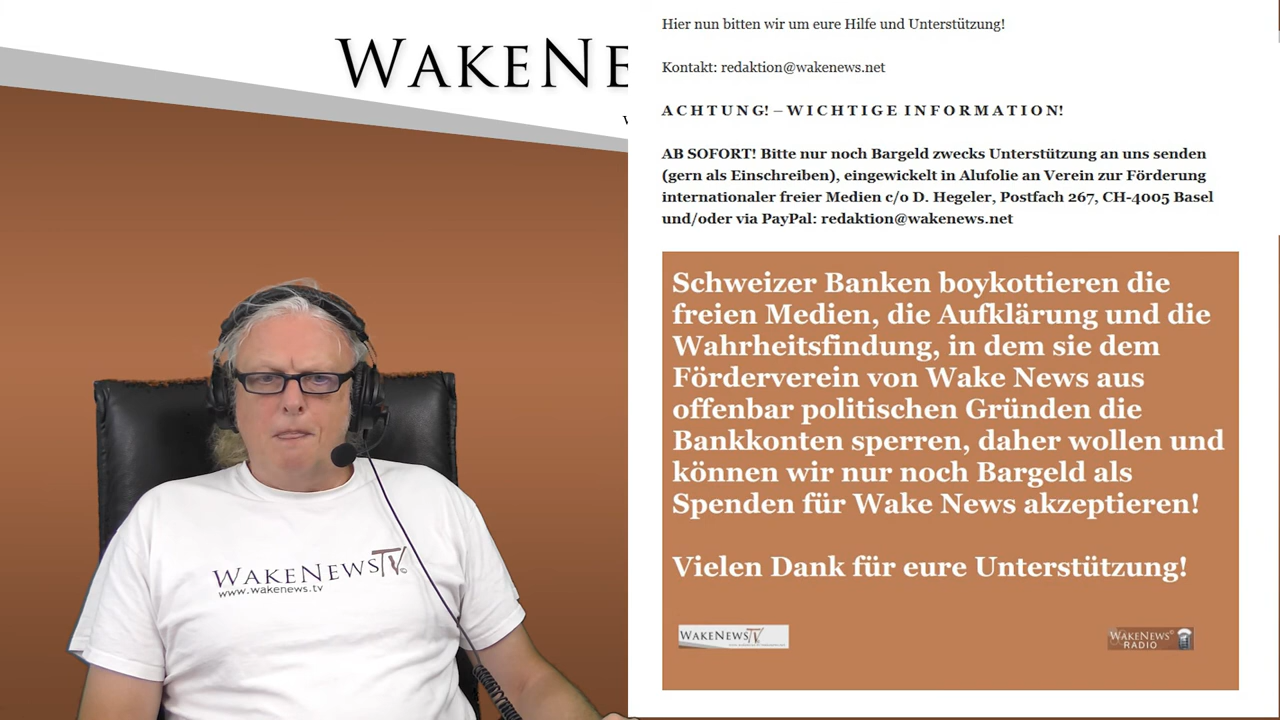 WAKENE
Hier nun bitten wir um eure Hilfe und Unterstützung!
Kontakt: redaktion@wakenews.net
A C H T U N G! – W I C H T I G E I N F O R M A T I O N!
AB SOFORT! Bitte nur noch Bargeld zwecks Unterstützung an uns senden
(gern als Einschreiben), eingewickelt in Alufolie an Verein zur Förderung
internationaler freier Medien c/o D. Hegeler, Postfach 267, CH-4005 Basel
und/oder via PayPal: redaktion@wakenews.net
Schweizer Banken boykottieren die
freien Medien, die Aufklärung und die
Wahrheitsfindung, in dem sie dem
Förderverein von Wake News aus
offenbar politischen Gründen die
Bankkonten sperren, daher wollen und
können wir nur noch Bargeld als
Spenden für Wake News akzeptieren!
Vielen Dank für eure Unterstützung!
WAKENEWSTV
www.wakenews.tv
WAKENEWSTV
WAKENEWS®
RADIO